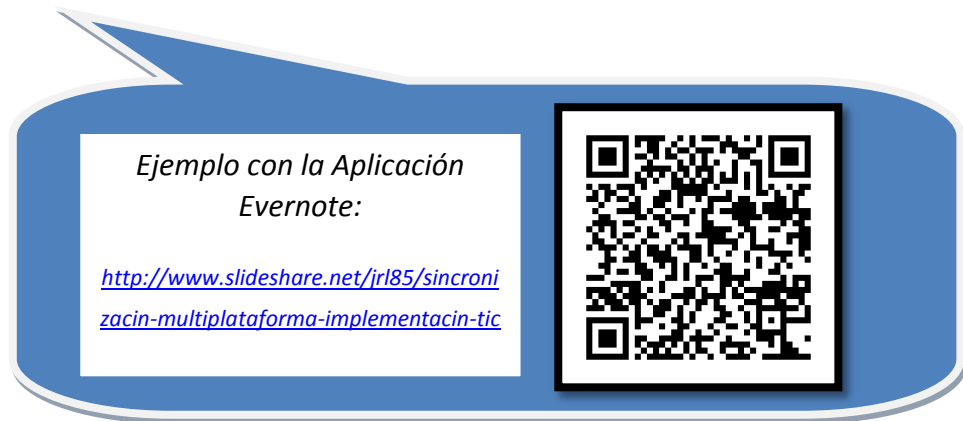 Ejemplo con la Aplicación
Evernote:
http://www.slideshare.net/jrl85/sincroni
zacin-multiplataforma-implementacin-tic